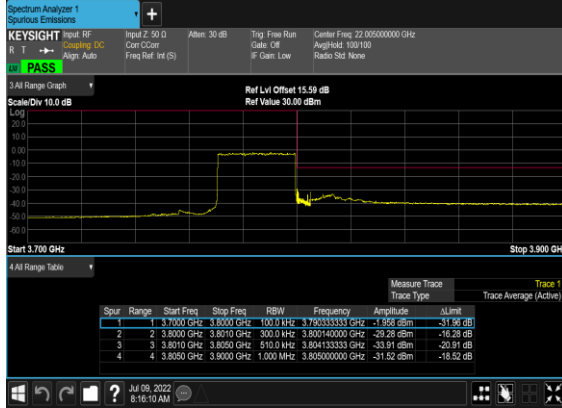 Spectrum Analyzer 1
Spurious Emissions
+
KEYSIGHT Input: RF Input Z: 50 Ω Atten: 30 dB Trig: Free Run Center Freq: 22.005000000 GHz
R T Coupling: DC Corr CCorr Gate: Off Avg|Hold: 100/100
Align: Auto Freq Ref: Int (S) IF Gain: Low Radio Std: None
PASS
3 All Range Graph
Ref Lvl Offset 15.59 dB
Scale/Div 10.0 dB Ref Value 30.00 dBm
Log
20.0
10.0
0.00
-10.0
-20.0
-30.0
-40.0
-50.0
-60.0
Start 3.700 GHz Stop 3.900 GH
4 All Range Table
Measure Trace Trace 1
Trace Type Trace Average (Active)
Spur Range Start Freq Stop Freq RBW Frequency Amplitude ΔLimit
1 1 3.7000 GHz 3.8000 GHz 100.0 kHz 3.790333333 GHz -1.958 dBm -31.96 dB
2 2 3.8000 GHz 3.8010 GHz 300.0 kHz 3.800140000 GHz -29.28 dBm -16.28 dB
3 3 3.8010 GHz 3.8050 GHz 510.0 kHz 3.804133333 GHz -33.91 dBm -20.91 dB
4 4 3.8050 GHz 3.9000 GHz 1.000 MHz 3.805000000 GHz -31.52 dBm -18.52 dB
? Jul 09, 2022
8:16:10 AM